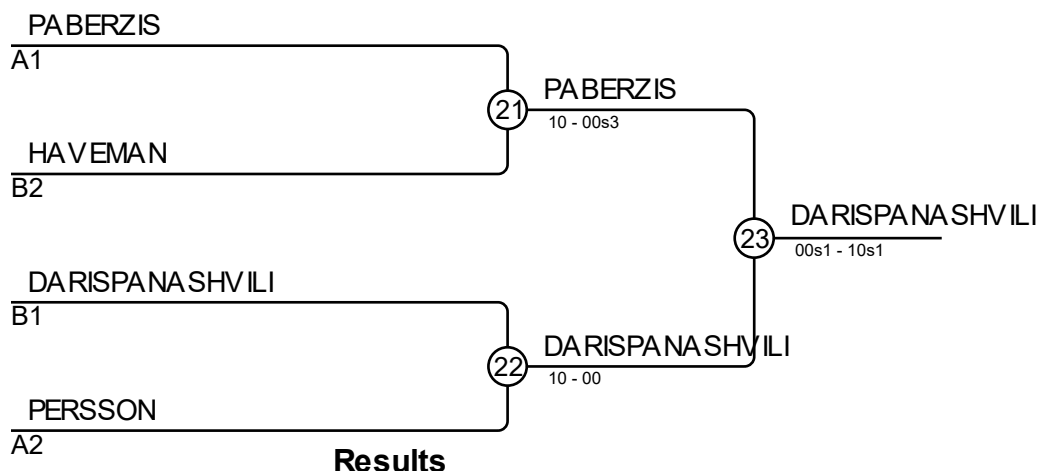 PABERZIS
A1
21
PABERZIS
10 - 00s3
HAVEMAN
B2
23
DARISPANASHVILI
00s1 - 10s1
DARISPANASHVILI
B1
22
DARISPANASHVILI
10 - 00
PERSSON
A2
Results